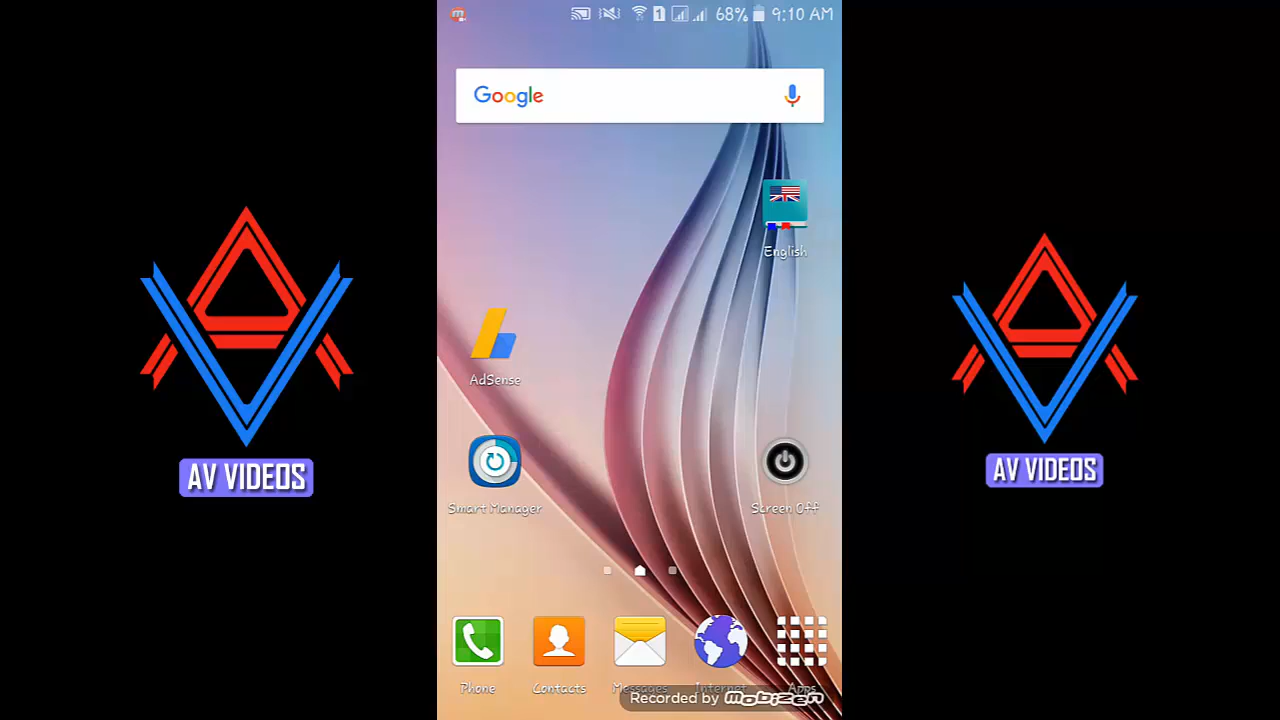 68% 9:10 AM
Google
English
AdSense
Smart Manager
Screen Off
Phone Contacts Messages Internet Apps
Recorded by mobizen
AV VIDEOS
AV VIDEOS